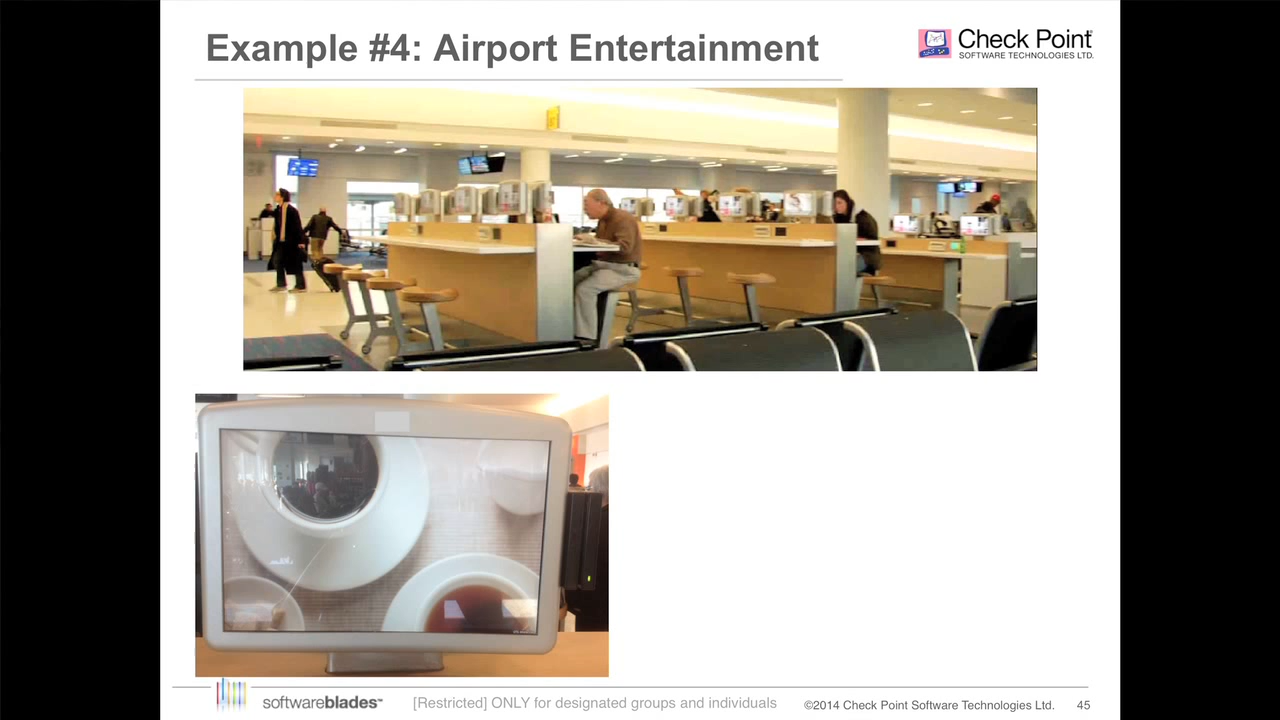 Example #4: Airport Entertainment
Check Point
SOFTWARE TECHNOLOGIES LTD.
softwareblades™
[Restricted] ONLY for designated groups and individuals
©2014 Check Point Software Technologies Ltd.
45